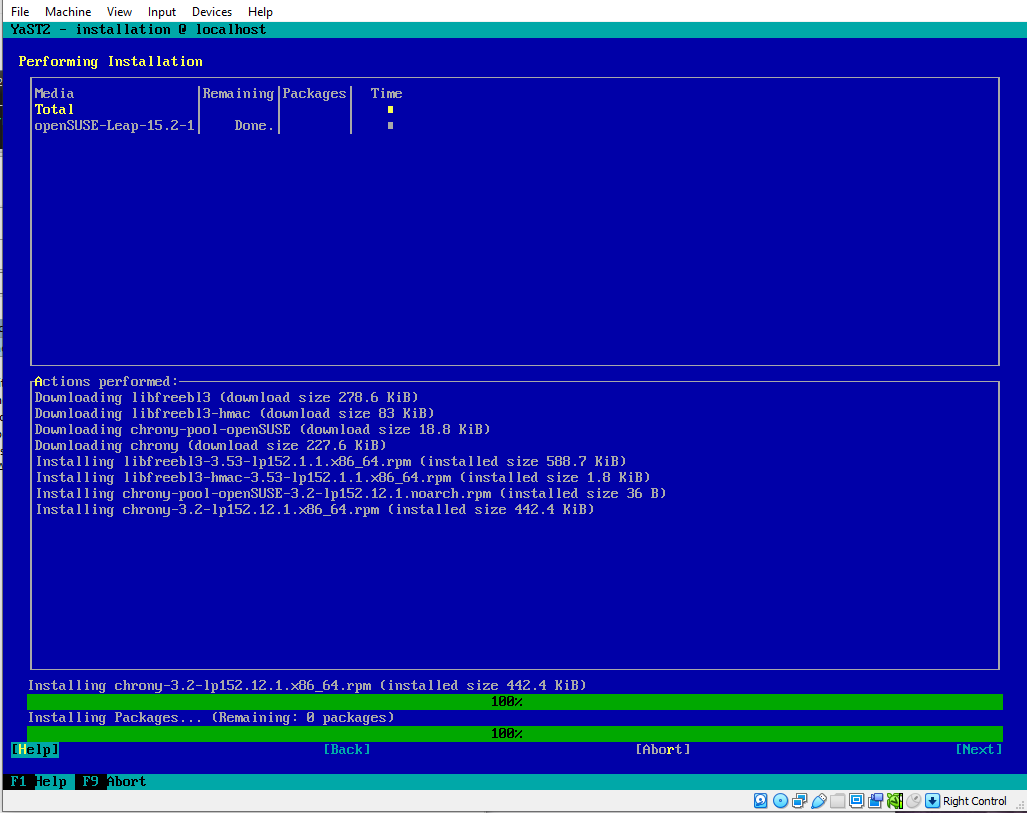 File Machine View Input Devices Help
YaST2 - installation @ localhost
Performing Installation
Media Remaining Packages Time
Total
openSUSE-Leap-15.2-1 Done.
Actions performed:
Downloading libfreebl3 (download size 278.6 KiB)
Downloading libfreebl3-hmac (download size 83 KiB)
Downloading chrony-pool-openSUSE (download size 18.8 KiB)
Downloading chrony (download size 227.6 KiB)
Installing libfreebl3-3.53-lp152.1.1.x86_64.rpm (installed size 588.7 KiB)
Installing libfreebl3-hmac-3.53-lp152.1.1.x86_64.rpm (installed size 1.8 KiB)
Installing chrony-pool-openSUSE-3.2-lp152.12.1.noarch.rpm (installed size 36 B)
Installing chrony-3.2-lp152.12.1.x86_64.rpm (installed size 442.4 KiB)
Installing chrony-3.2-lp152.12.1.x86_64.rpm (installed size 442.4 KiB)
100%
Installing Packages... (Remaining: 0 packages)
100%
[Help] [Back] [Abort] [Next]
F1 Help F9 Abort
Right Control